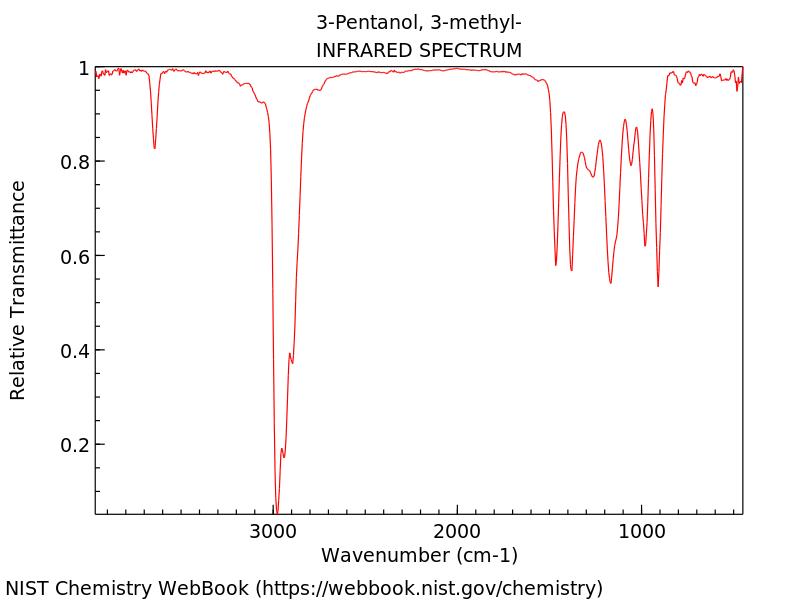 3-Pentanol, 3-methyl-
INFRARED SPECTRUM
1
0.8
0.6
0.4
0.2
Relative Transmittance
3000 2000 1000
Wavenumber (cm-1)
NIST Chemistry WebBook (https://webbook.nist.gov/chemistry)